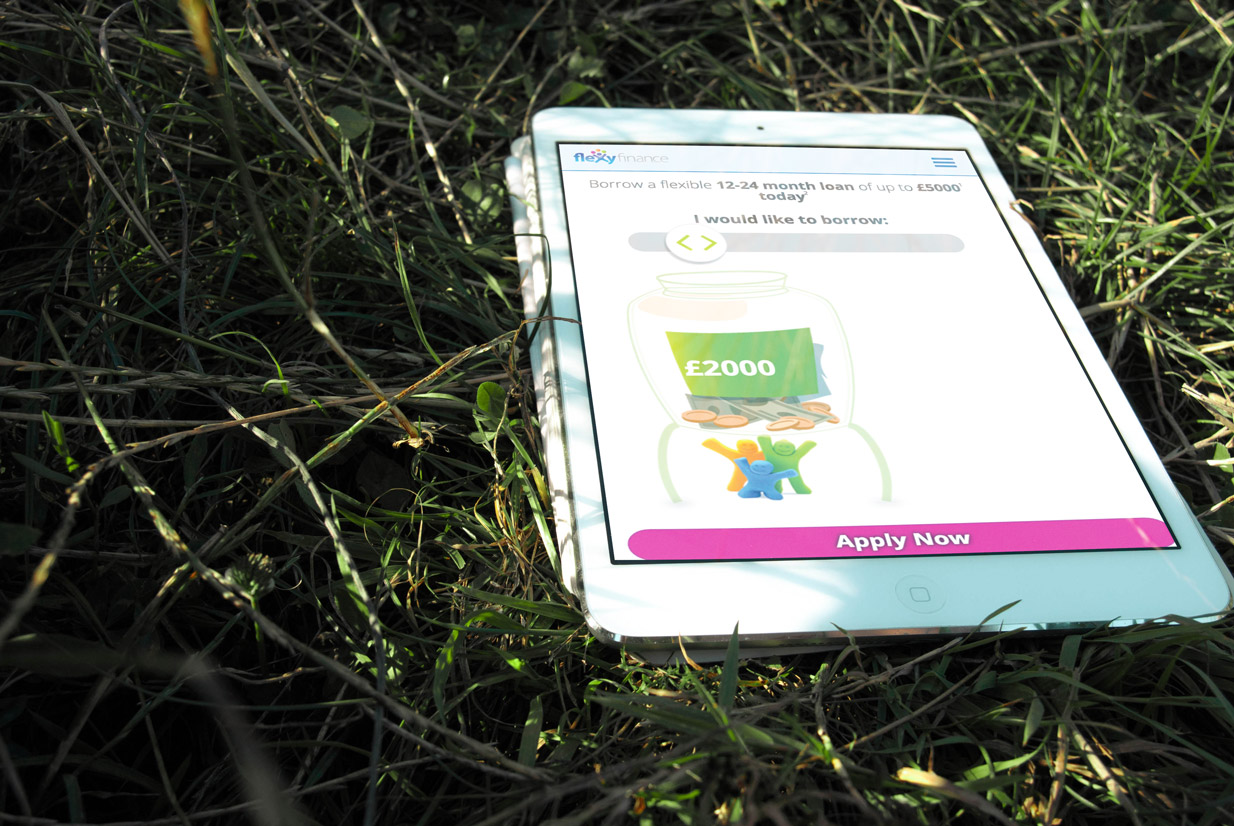 flexyfinance
Borrow a flexible 12-24 month loan of up to £5000
today
I would like to borrow:
£2000
Apply Now